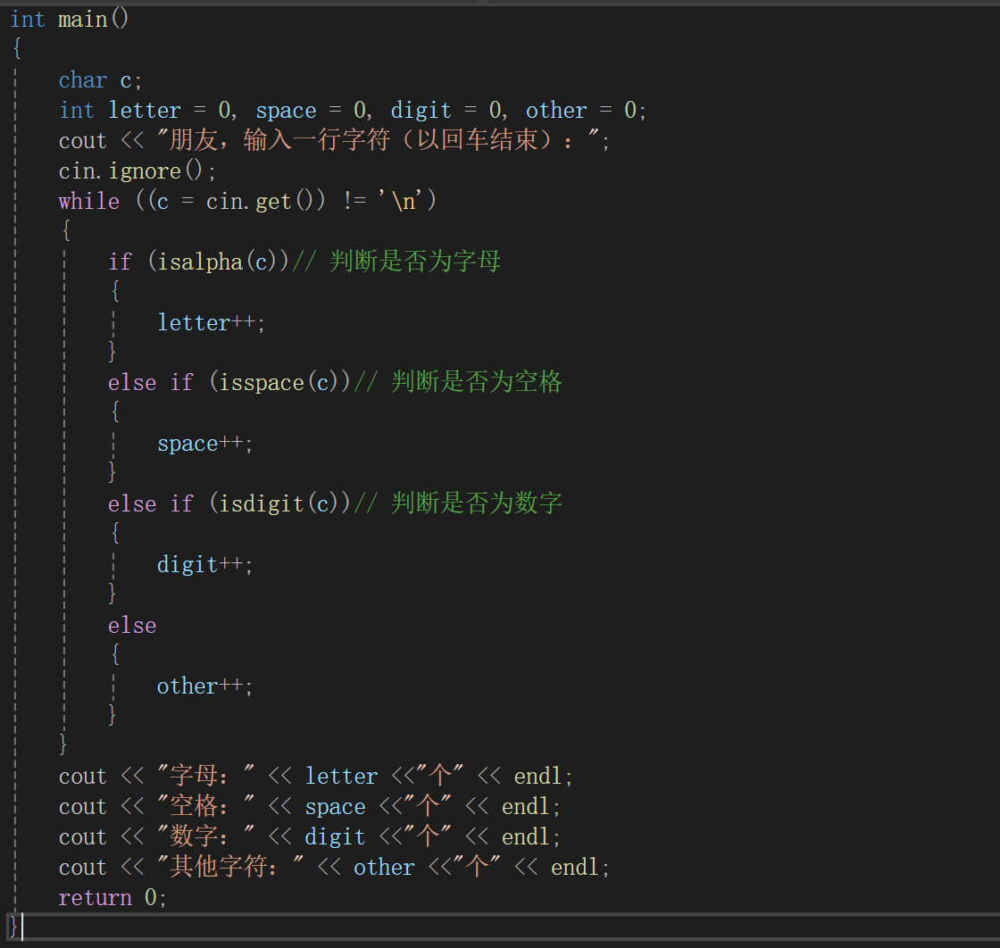 int main()
{
char c;
int letter = 0, space = 0, digit = 0, other = 0;
cout << "朋友，输入一行字符（以回车结束）：";
cin.ignore();
while ((c = cin.get()) != '\n')
{
if (isalpha(c))// 判断是否为字母
{
letter++;
}
else if (isspace(c))// 判断是否为空格
{
space++;
}
else if (isdigit(c))// 判断是否为数字
{
digit++;
}
else
{
other++;
}
}
cout << "字母：" << letter <<"个" << endl;
cout << "空格：" << space <<"个" << endl;
cout << "数字：" << digit <<"个" << endl;
cout << "其他字符：" << other <<"个" << endl;
return 0;
}